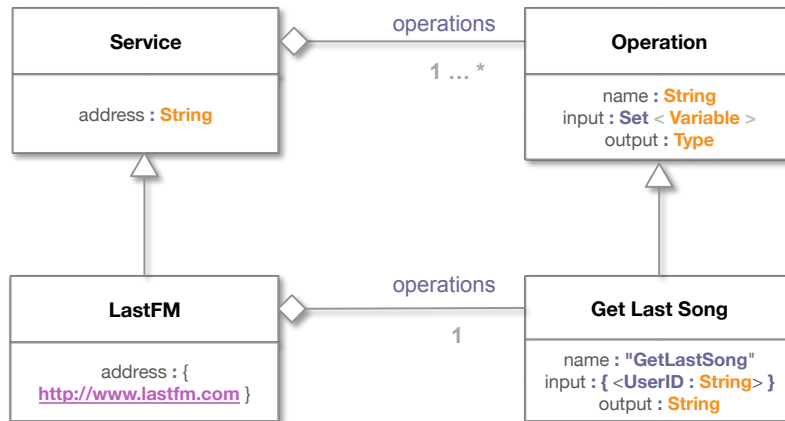 Service
address : String
operations
1 ... *
Operation
name : String
input : Set < Variable >
output : Type
LastFM
address : {
http://www.lastfm.com }
operations
1
Get Last Song
name : "GetLastSong"
input : { <UserID : String> }
output : String